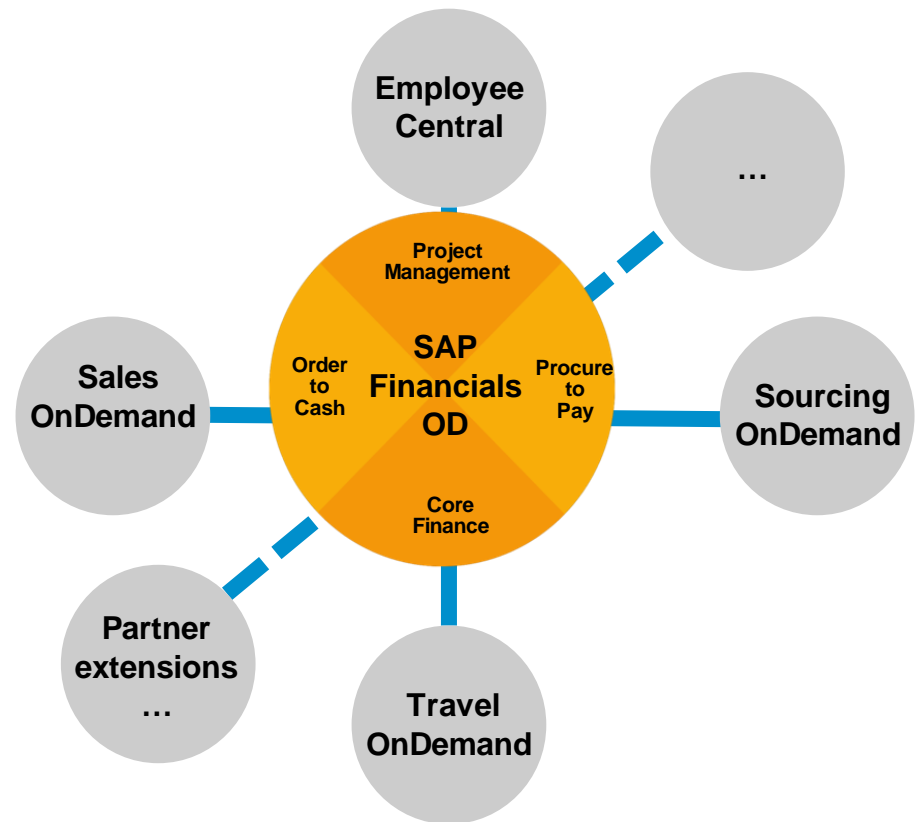 Employee
Central
…
Project
Management
SAP
Financials
OD
Order
to
Cash
Procure
to
Pay
Core
Finance
Sales
OnDemand
Sourcing
OnDemand
Partner
extensions
…
Travel
OnDemand